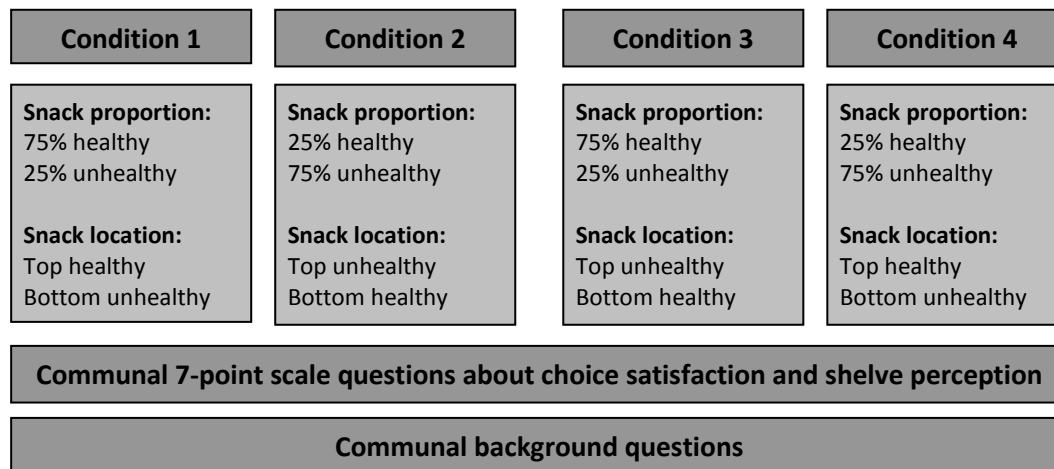 Condition 1
Condition 2
Condition 3
Condition 4
Snack proportion:
75% healthy
25% unhealthy
Snack location:
Top healthy
Bottom unhealthy
Snack proportion:
25% healthy
75% unhealthy
Snack location:
Top unhealthy
Bottom healthy
Snack proportion:
75% healthy
25% unhealthy
Snack location:
Top unhealthy
Bottom healthy
Snack proportion:
25% healthy
75% unhealthy
Snack location:
Top healthy
Bottom unhealthy
Communal 7-point scale questions about choice satisfaction and shelve perception
Communal background questions